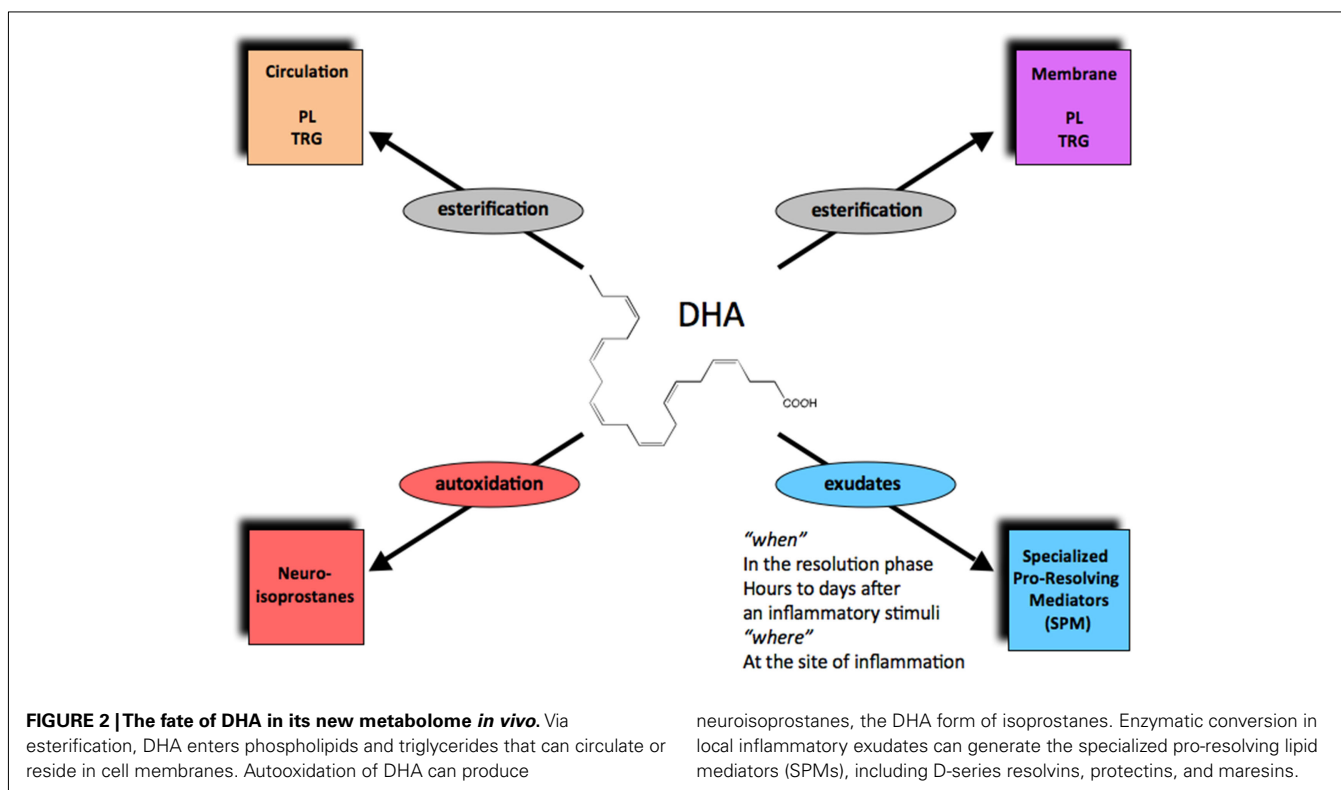 Circulation
PL
TRG
Membrane
PL
TRG
esterification
esterification
DHA
COOH
autoxidation
exudates
Neuro-
isoprostanes
"when"
In the resolution phase
Hours to days after
an inflammatory stimuli
"where"
At the site of inflammation
Specialized
Pro-Resolving
Mediators
(SPM)
FIGURE 2 | The fate of DHA in its new metabolome in vivo. Via
esterification, DHA enters phospholipids and triglycerides that can circulate or
reside in cell membranes. Autooxidation of DHA can produce
neuroisoprostanes, the DHA form of isoprostanes. Enzymatic conversion in
local inflammatory exudates can generate the specialized pro-resolving lipid
mediators (SPMs), including D-series resolvins, protectins, and maresins.